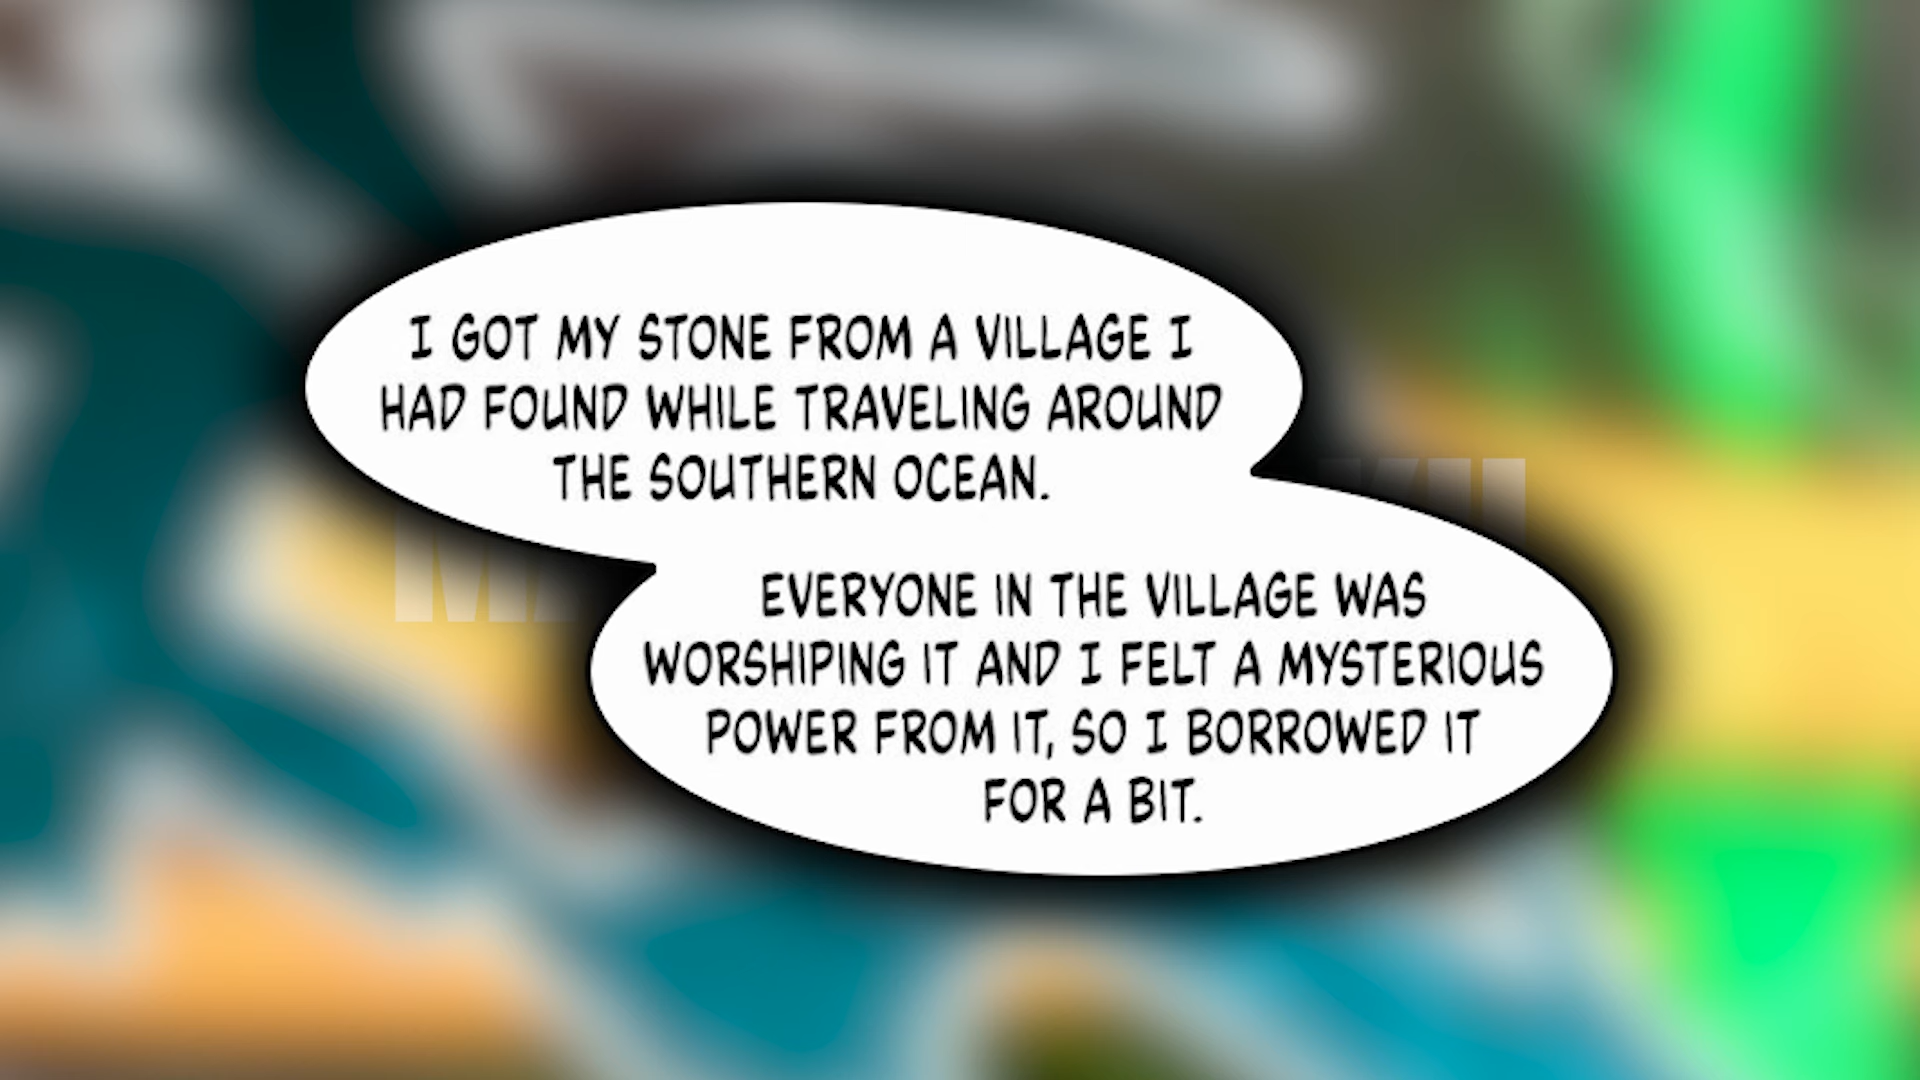 I GOT MY STONE FROM A VILLAGE I
HAD FOUND WHILE TRAVELING AROUND
THE SOUTHERN OCEAN.
EVERYONE IN THE VILLAGE WAS
WORSHIPING IT AND I FELT A MYSTERIOUS
POWER FROM IT, SO I BORROWED IT
FOR A BIT.